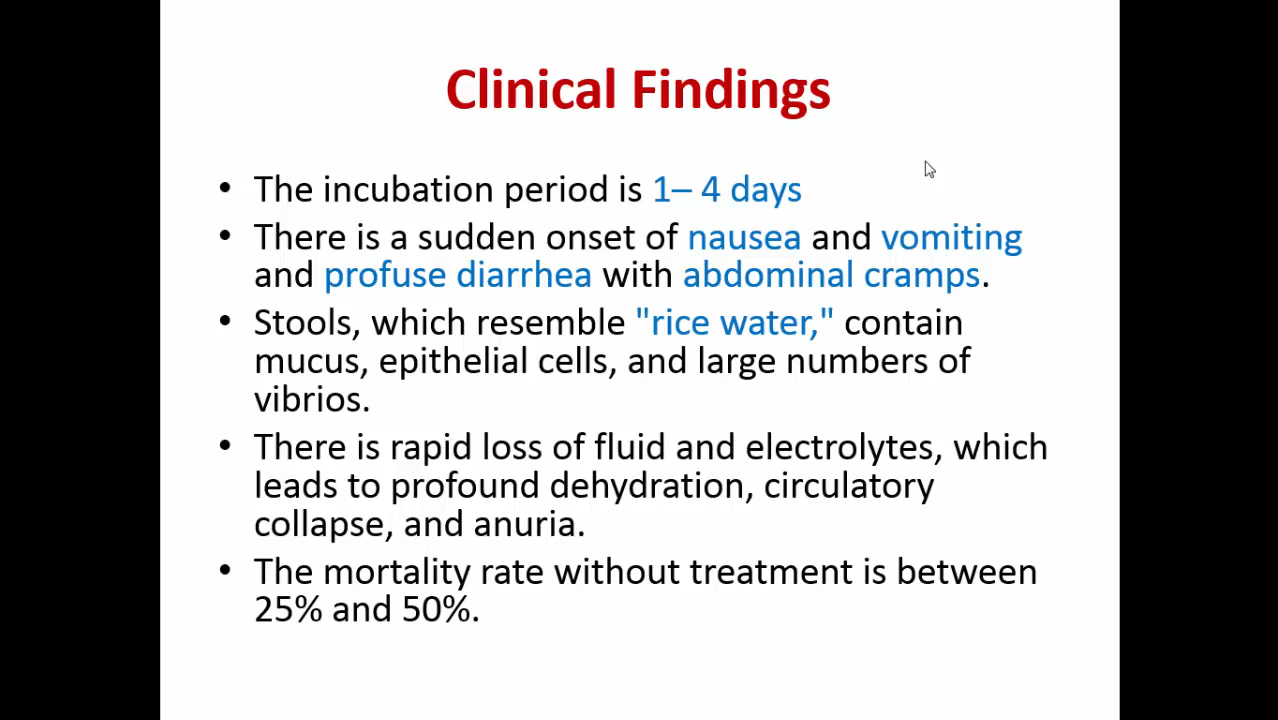 Clinical Findings
• The incubation period is 1– 4 days
• There is a sudden onset of nausea and vomiting
and profuse diarrhea with abdominal cramps.
• Stools, which resemble "rice water," contain
mucus, epithelial cells, and large numbers of
vibrios.
• There is rapid loss of fluid and electrolytes, which
leads to profound dehydration, circulatory
collapse, and anuria.
• The mortality rate without treatment is between
25% and 50%.